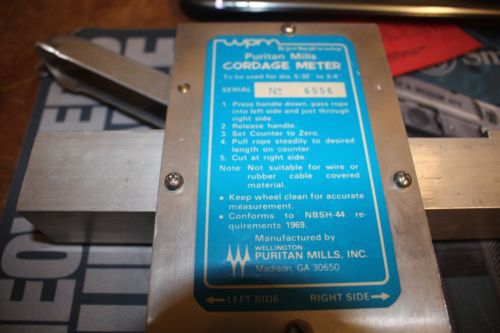 wpm
Puritan Mills
CORDAGE METER
To be used for dia. 5/32" to 3/4"
SERIAL No 6556
1. Press handle down, pass rope
into left side and just through
right side.
2. Release handle.
3. Set Counter to Zero.
4. Pull rope steadily to desired
length on counter.
5. Cut at right side.
Note: Not suitable for wire or
rubber cable covered
material.
• Keep wheel clean for accurate
measurement.
• Conforms to NBSH-44 re-
quirements 1969.
Manufactured by
WELLINGTON
PURITAN MILLS, INC.
Madison, GA 30650
←LEFT SIDE RIGHT SIDE→